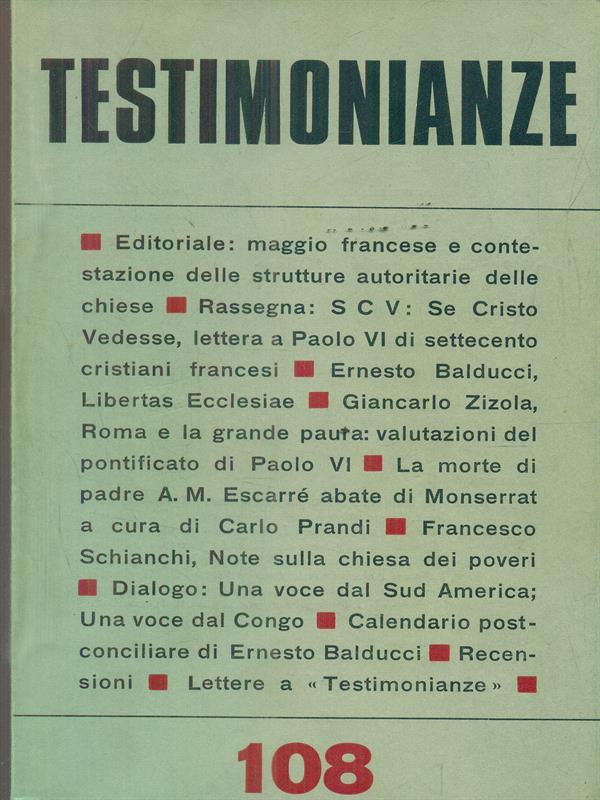 TESTIMONIANZE
■ Editoriale: maggio francese e conte-
stazione delle strutture autoritarie delle
chiese ■ Rassegna: S C V: Se Cristo
Vedesse, lettera a Paolo VI di settecento
cristiani francesi ■ Ernesto Balducci,
Libertas Ecclesiae ■ Giancarlo Zizola,
Roma e la grande paura: valutazioni del
pontificato di Paolo VI ■ La morte di
padre A. M. Escarré abate di Monserrat
a cura di Carlo Prandi ■ Francesco
Schianchi, Note sulla chiesa dei poveri
■ Dialogo: Una voce dal Sud America;
Una voce dal Congo ■ Calendario post-
conciliare di Ernesto Balducci ■ Recen-
sioni ■ Lettere a « Testimonianze » ■
108